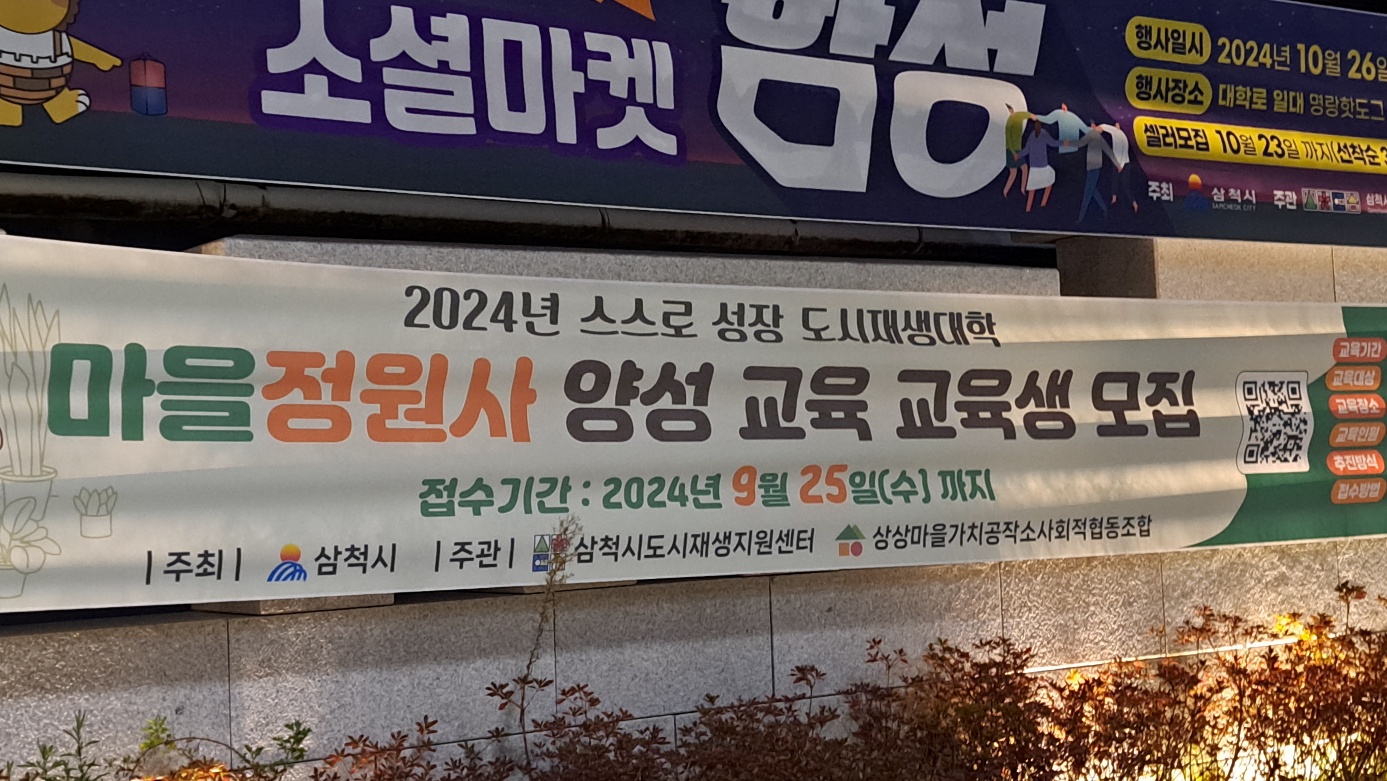 소셜마켓
행사일시 2024년 10월 26일
행사장소 대학로 일대 명랑핫도그
셀러모집 10월 23일 까지(선착순
주최 삼척시 SAMCHEOK CITY 주관
2024년 스스로 성장 도시재생대학
마을정원사 양성 교육 교육생 모집
접수기간 : 2024년 9월 25일(수) 까지
|주최| 삼척시 |주관| 삼척시도시재생지원센터 상상마을가치공작소사회적협동조합
교육기간
교육대상
교육장소
교육인원
추진방식
접수방법